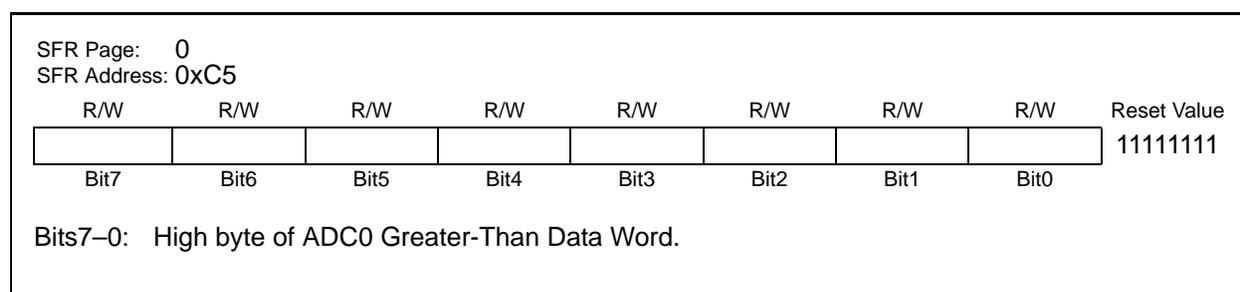 SFR Page: 0
SFR Address: 0xC5
R/W R/W R/W R/W R/W R/W R/W R/W Reset Value
11111111
Bit7 Bit6 Bit5 Bit4 Bit3 Bit2 Bit1 Bit0
Bits7–0: High byte of ADC0 Greater-Than Data Word.